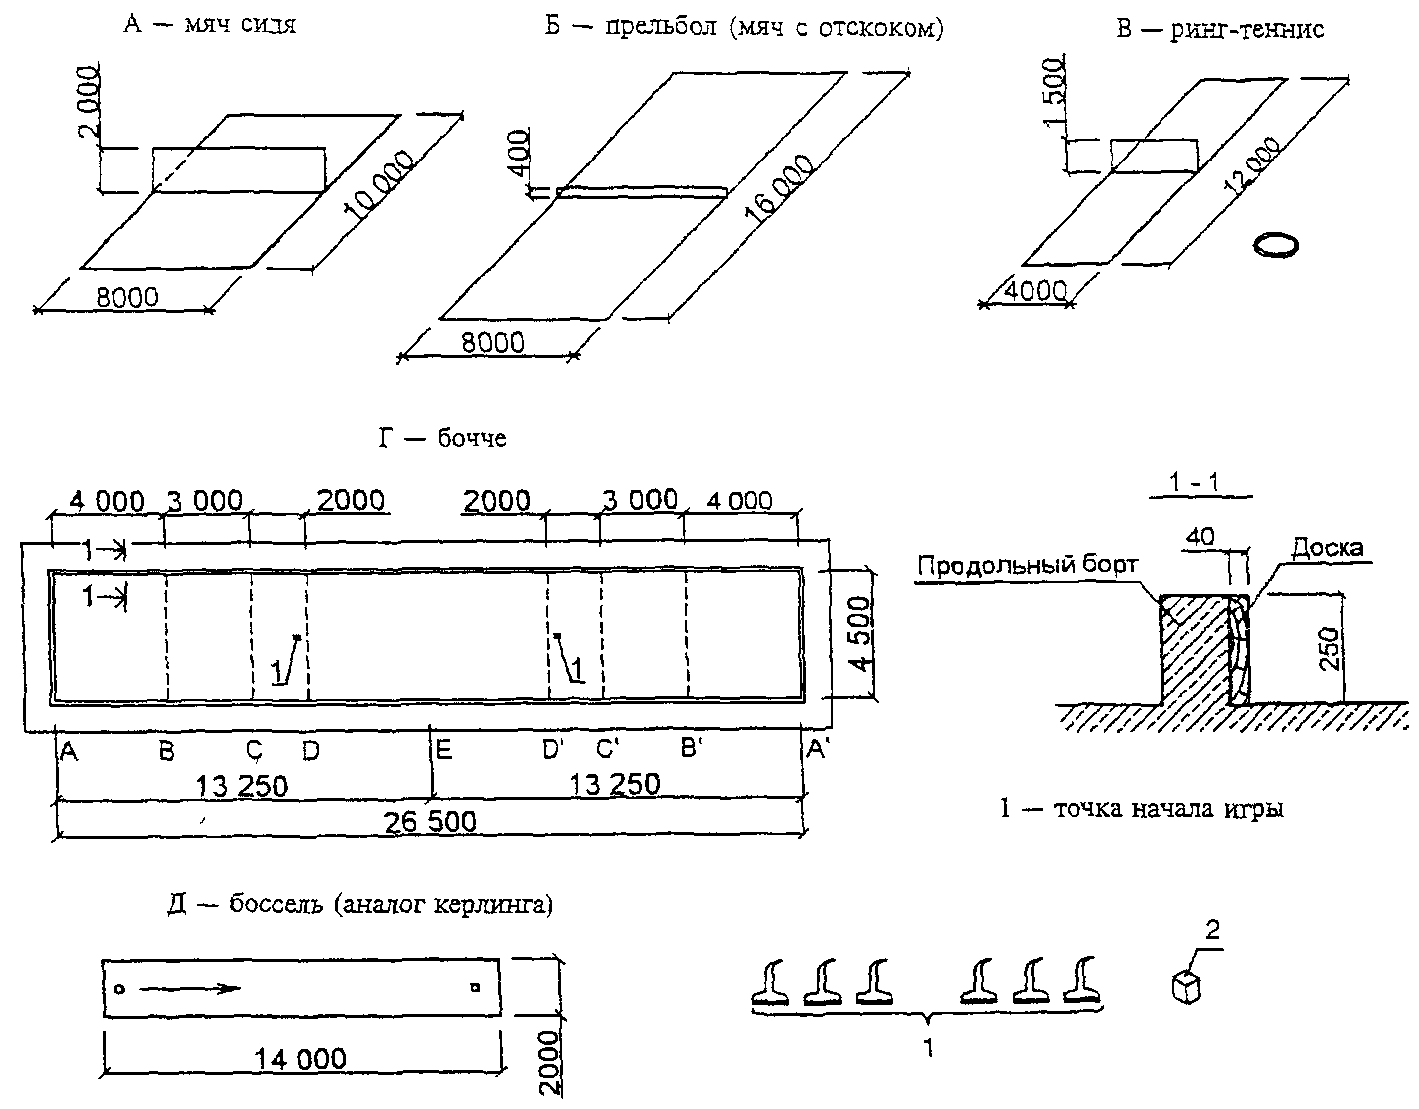 А — мяч сидя
Б — прельбол (мяч с отскоком)
В — ринг-теннис
2 000
10 000
8000
400
16 000
8000
1 500
12 000
4000
Г — бочче
4 000
3 000
2000
2000
3 000
4 000
1
1
1
1
4 500
A
B
C
D
E
D'
C'
B'
A'
13 250
13 250
26 500
1 - 1
40
Доска
Продольный борт
250
1 — точка начала игры
Д — боссель (аналог керлинга)
14 000
2000
1
2